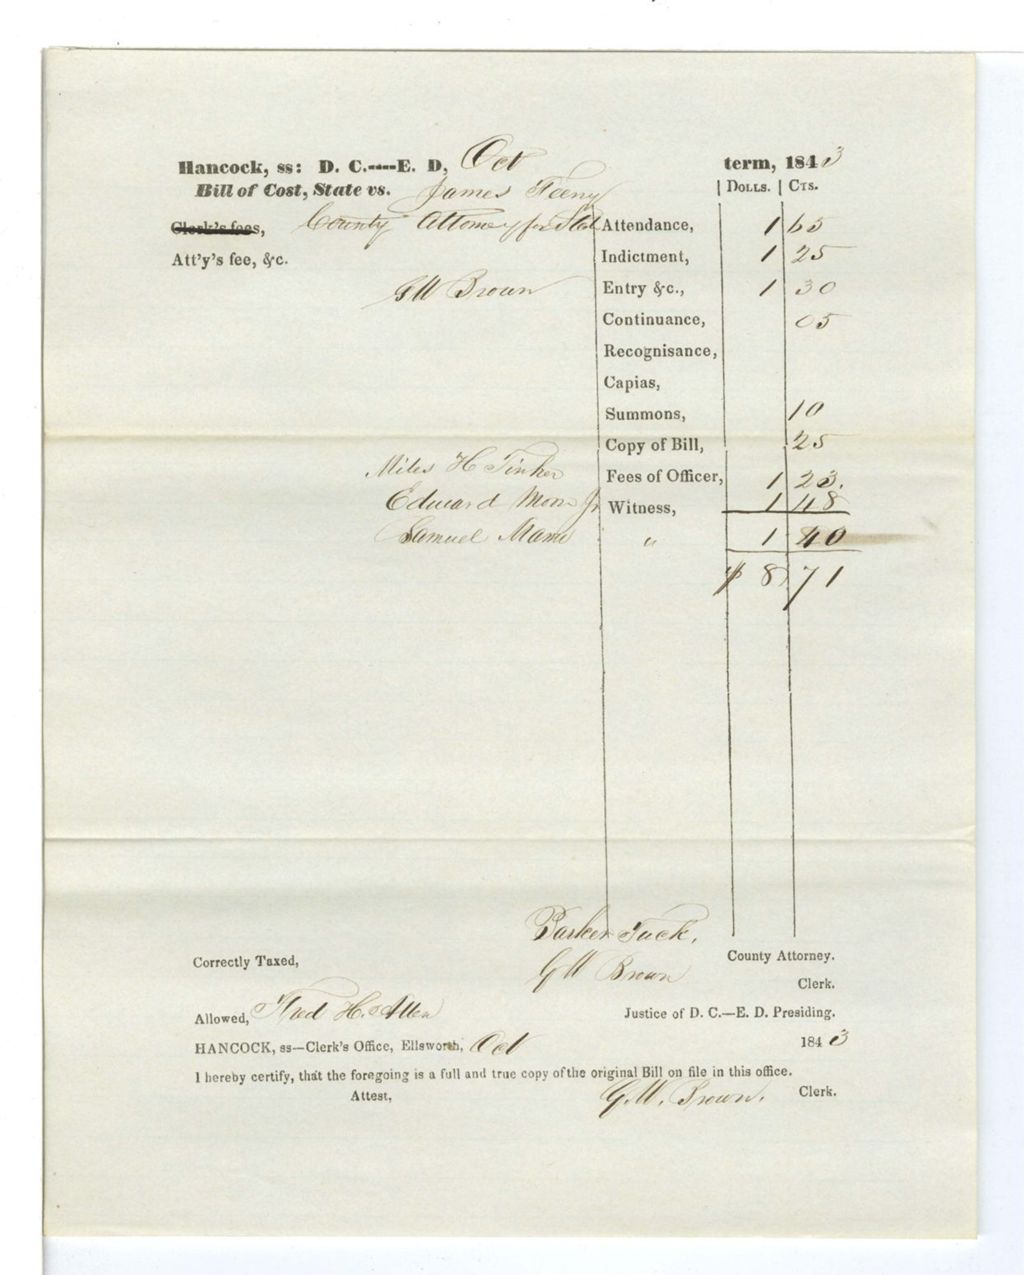 Hancock, ss: D. C.—E. D, Oct term, 1843
Bill of Cost, State vs. James Feeny | Dolls. | Cts.
Clerk's fees, County Attorney for Stat Attendance, 1 65
Att'y's fee, &c. Indictment, 1 25
G W Brown Entry &c., 1 30
Continuance, 05
Recognisance,
Capias,
Summons, 10
Copy of Bill, 25
Miles H Tinker Fees of Officer, 1 23.
Edward Jr Witness, 1 48
Samuel " 1 40
$ 8 71
Parker Tuck,
Correctly Taxed, County Attorney.
G W Brown Clerk.
Allowed, Fred H. Allen Justice of D. C.—E. D. Presiding.
HANCOCK, ss—Clerk's Office, Ellsworth, Oct 1843
I hereby certify, that the foregoing is a full and true copy of the original Bill on file in this office.
Attest, G. W. Brown, Clerk.